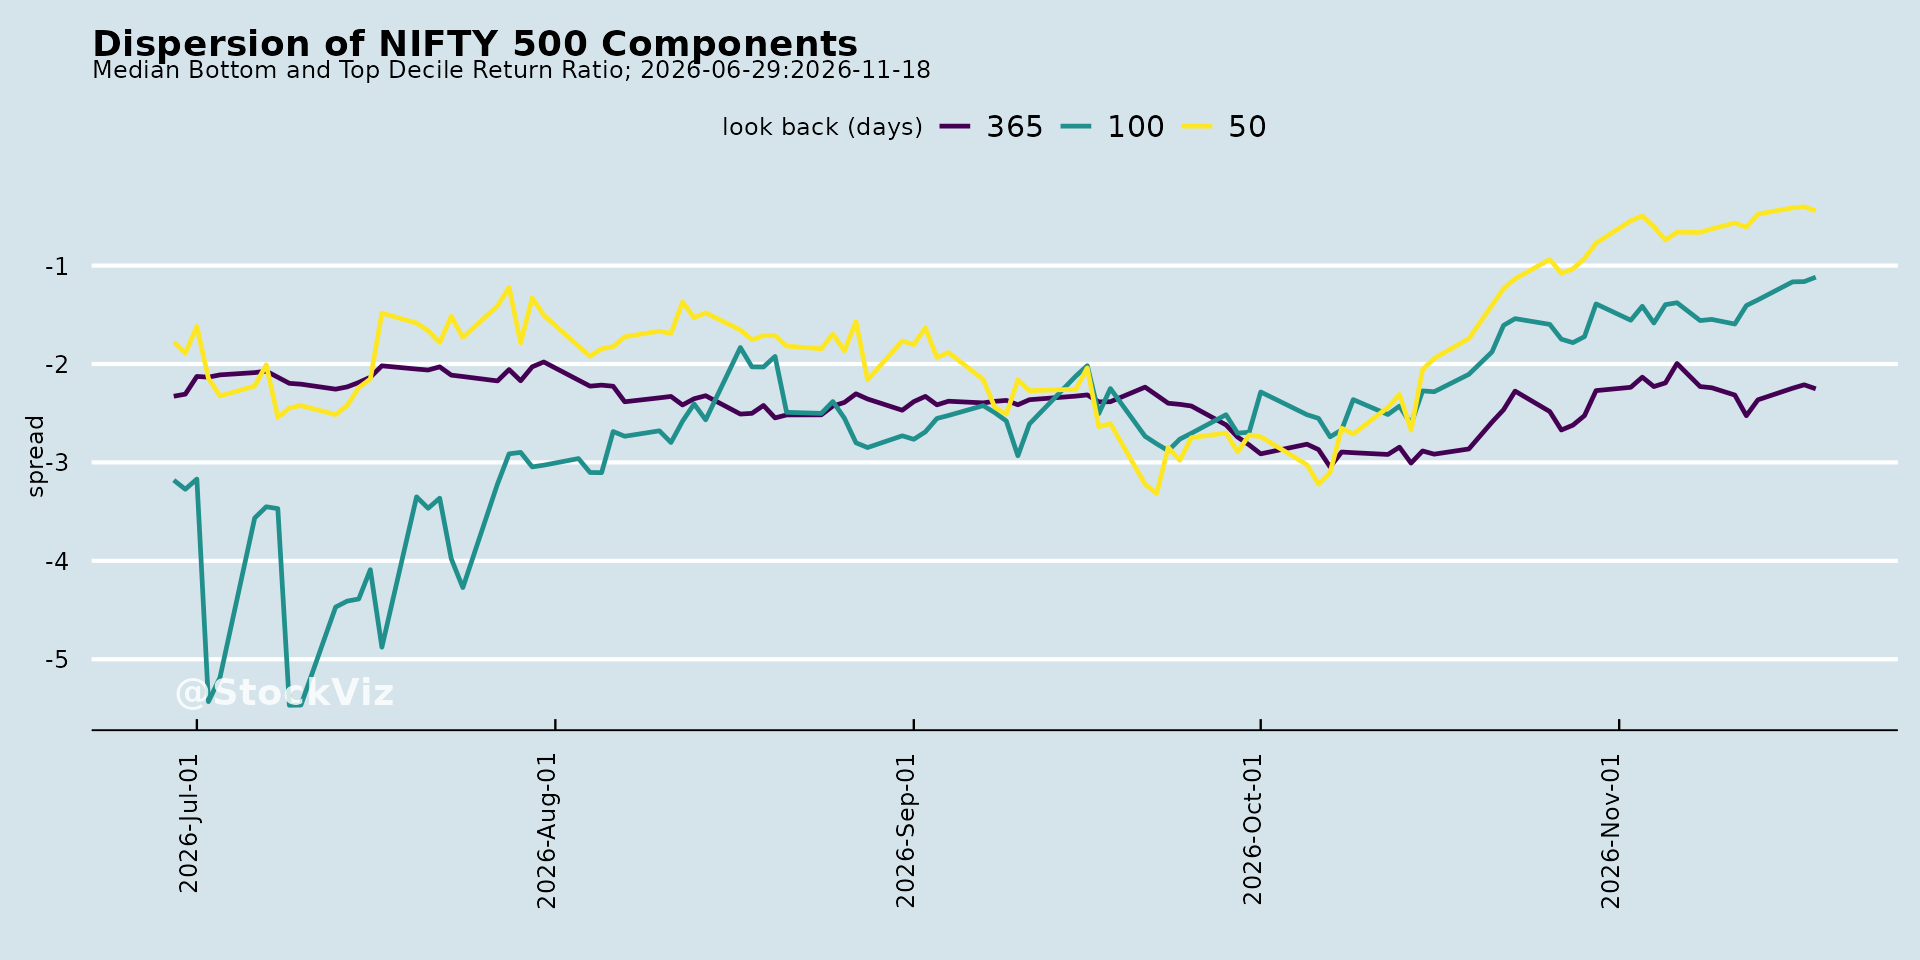 Dispersion of NIFTY 500 Components
Median Bottom and Top Decile Return Ratio; 2026-06-29:2026-11-18
look back (days) 365 100 50
spread
-1
-2
-3
-4
-5
@StockViz
2026-Jul-01
2026-Aug-01
2026-Sep-01
2026-Oct-01
2026-Nov-01